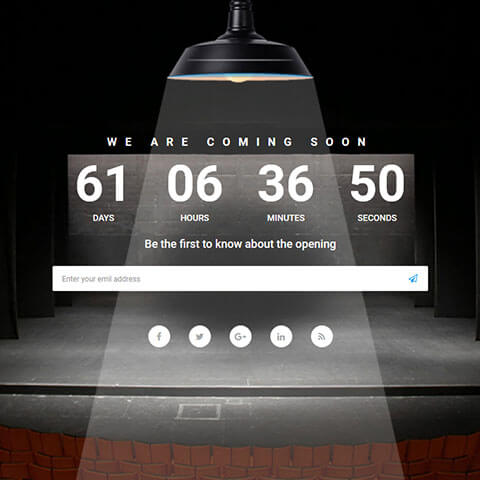 WE ARE COMING SOON
61 06 36 50
DAYS HOURS MINUTES SECONDS
Be the first to know about the opening
Enter your emil address
f G+ in